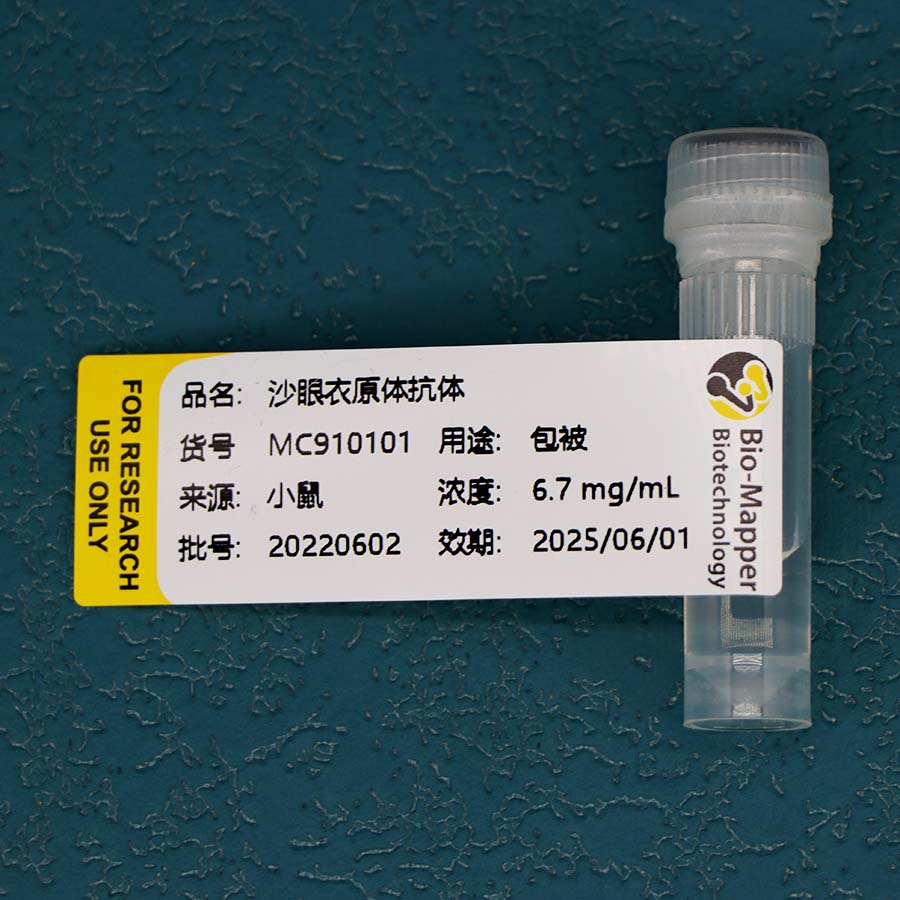 FOR RESEARCH
USE ONLY
品名: 沙眼衣原体抗体
货号 MC910101 用途: 包被
来源: 小鼠 浓度: 6.7 mg/mL
批号: 20220602 效期: 2025/06/01
Bio-Mapper
Biotechnology